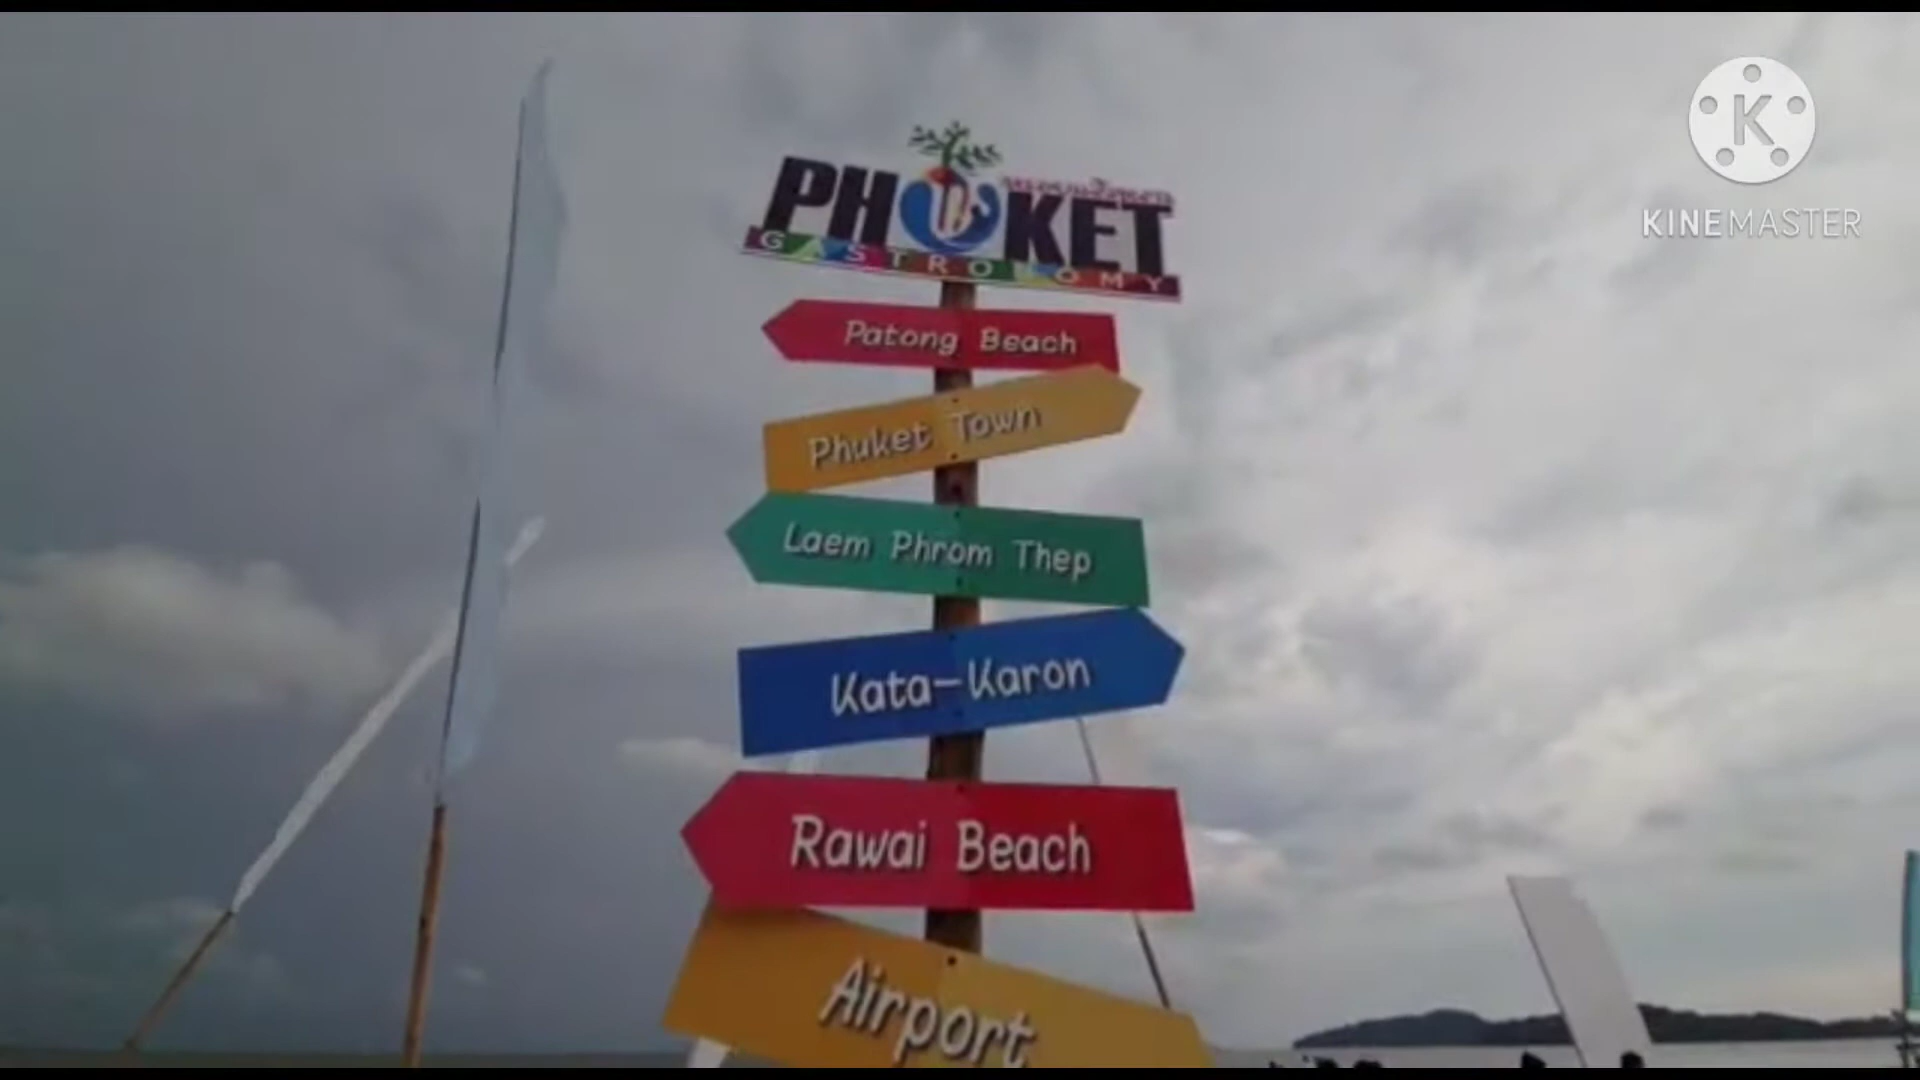 PHUKET
GASTRONOMY
Patong Beach
Phuket Town
Laem Phrom Thep
Kata-Karon
Rawai Beach
Airport
K
KINEMASTER